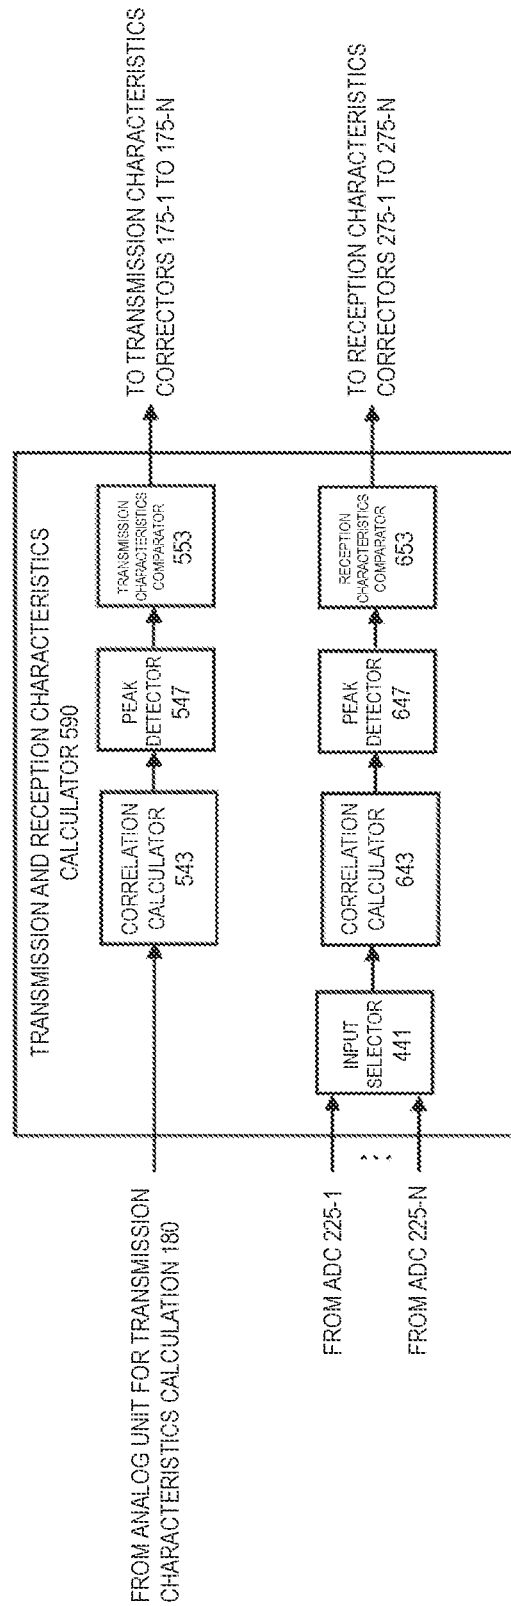 TRANSMISSION AND RECEPTION CHARACTERISTICS
CALCULATOR 590
FROM ANALOG UNIT FOR TRANSMISSION
CHARACTERISTICS CALCULATION 180
CORRELATION
CALCULATOR
543
PEAK
DETECTOR
547
TRANSMISSION
CHARACTERISTICS
COMPARATOR
553
TO TRANSMISSION CHARACTERISTICS
CORRECTORS 175-1 TO 175-N
FROM ADC 225-1
FROM ADC 225-N
INPUT
SELECTOR
441
CORRELATION
CALCULATOR
643
PEAK
DETECTOR
647
RECEPTION
CHARACTERISTICS
COMPARATOR
653
TO RECEPTION CHARACTERISTICS
CORRECTORS 275-1 TO 275-N